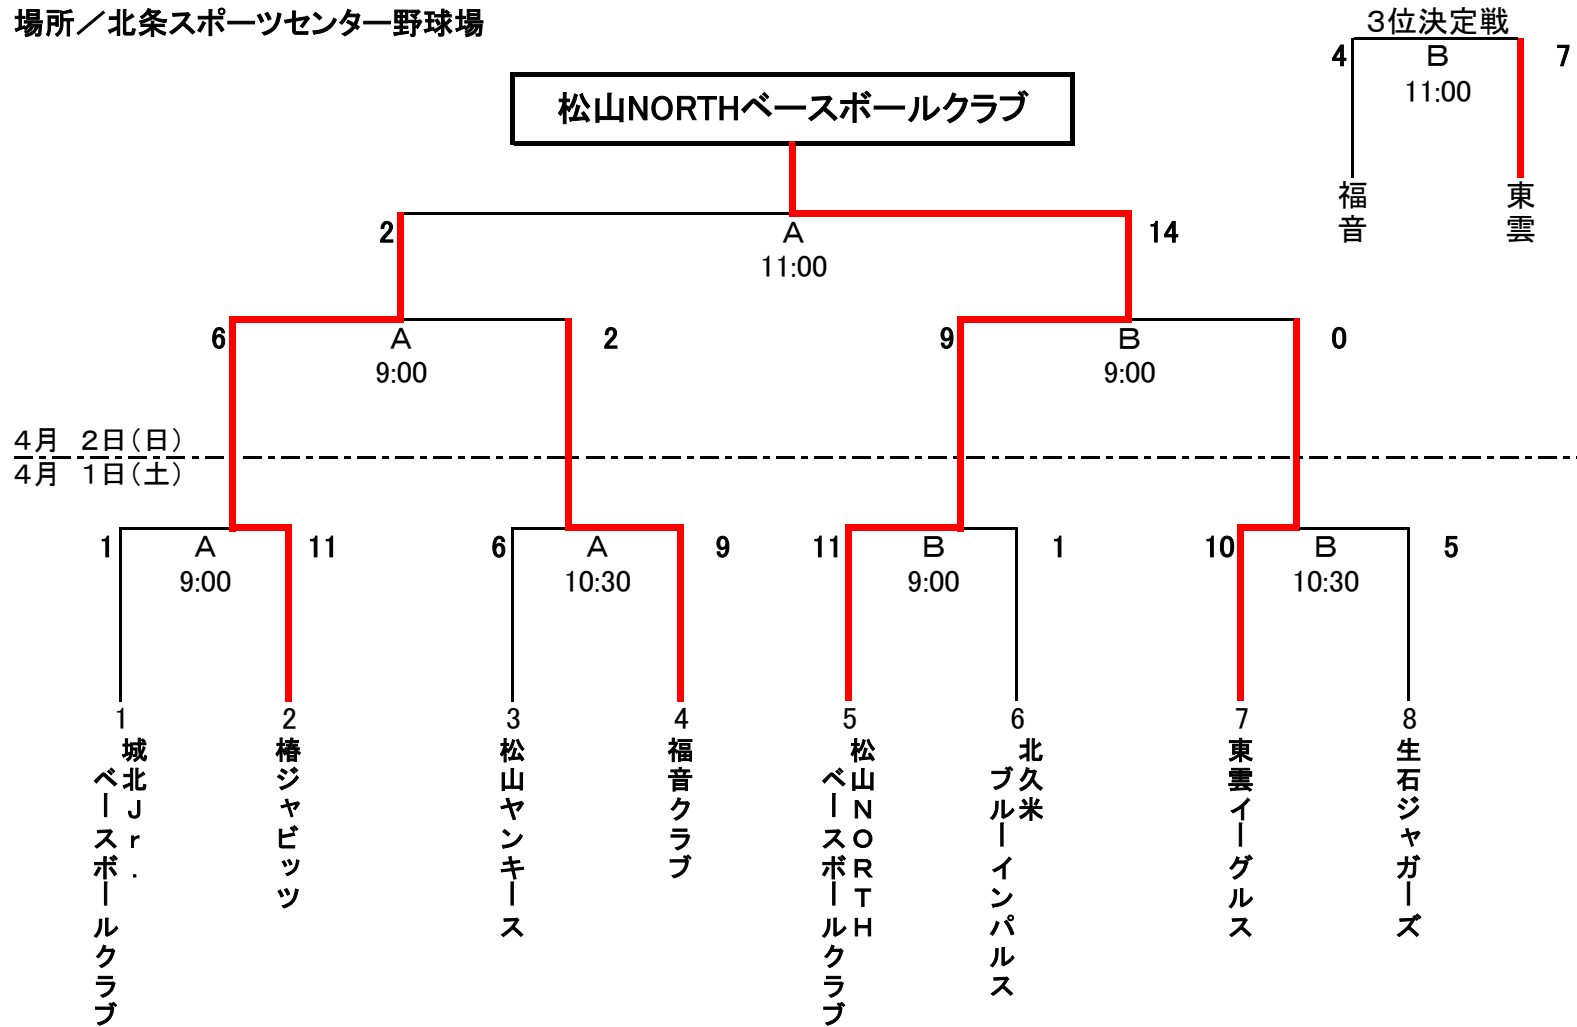 場所／北条スポーツセンター野球場
３位決定戦
4
B
7
11:00
福音
東雲
松山NORTHベースボールクラブ
2
A
14
11:00
6
A
2
9:00
9
B
0
9:00
４月　２日（日）
４月　１日（土）
1
A
11
9:00
6
A
9
10:30
11
B
1
9:00
10
B
5
10:30
1
2
3
4
5
6
7
8
城北Ｊｒ．
ベースボールクラブ
椿ジャビッツ
松山ヤンキース
福音クラブ
松山ＮＯＲＴＨ
ベースボールクラブ
北久米
ブルーインパルス
東雲イーグルス
生石ジャガーズ